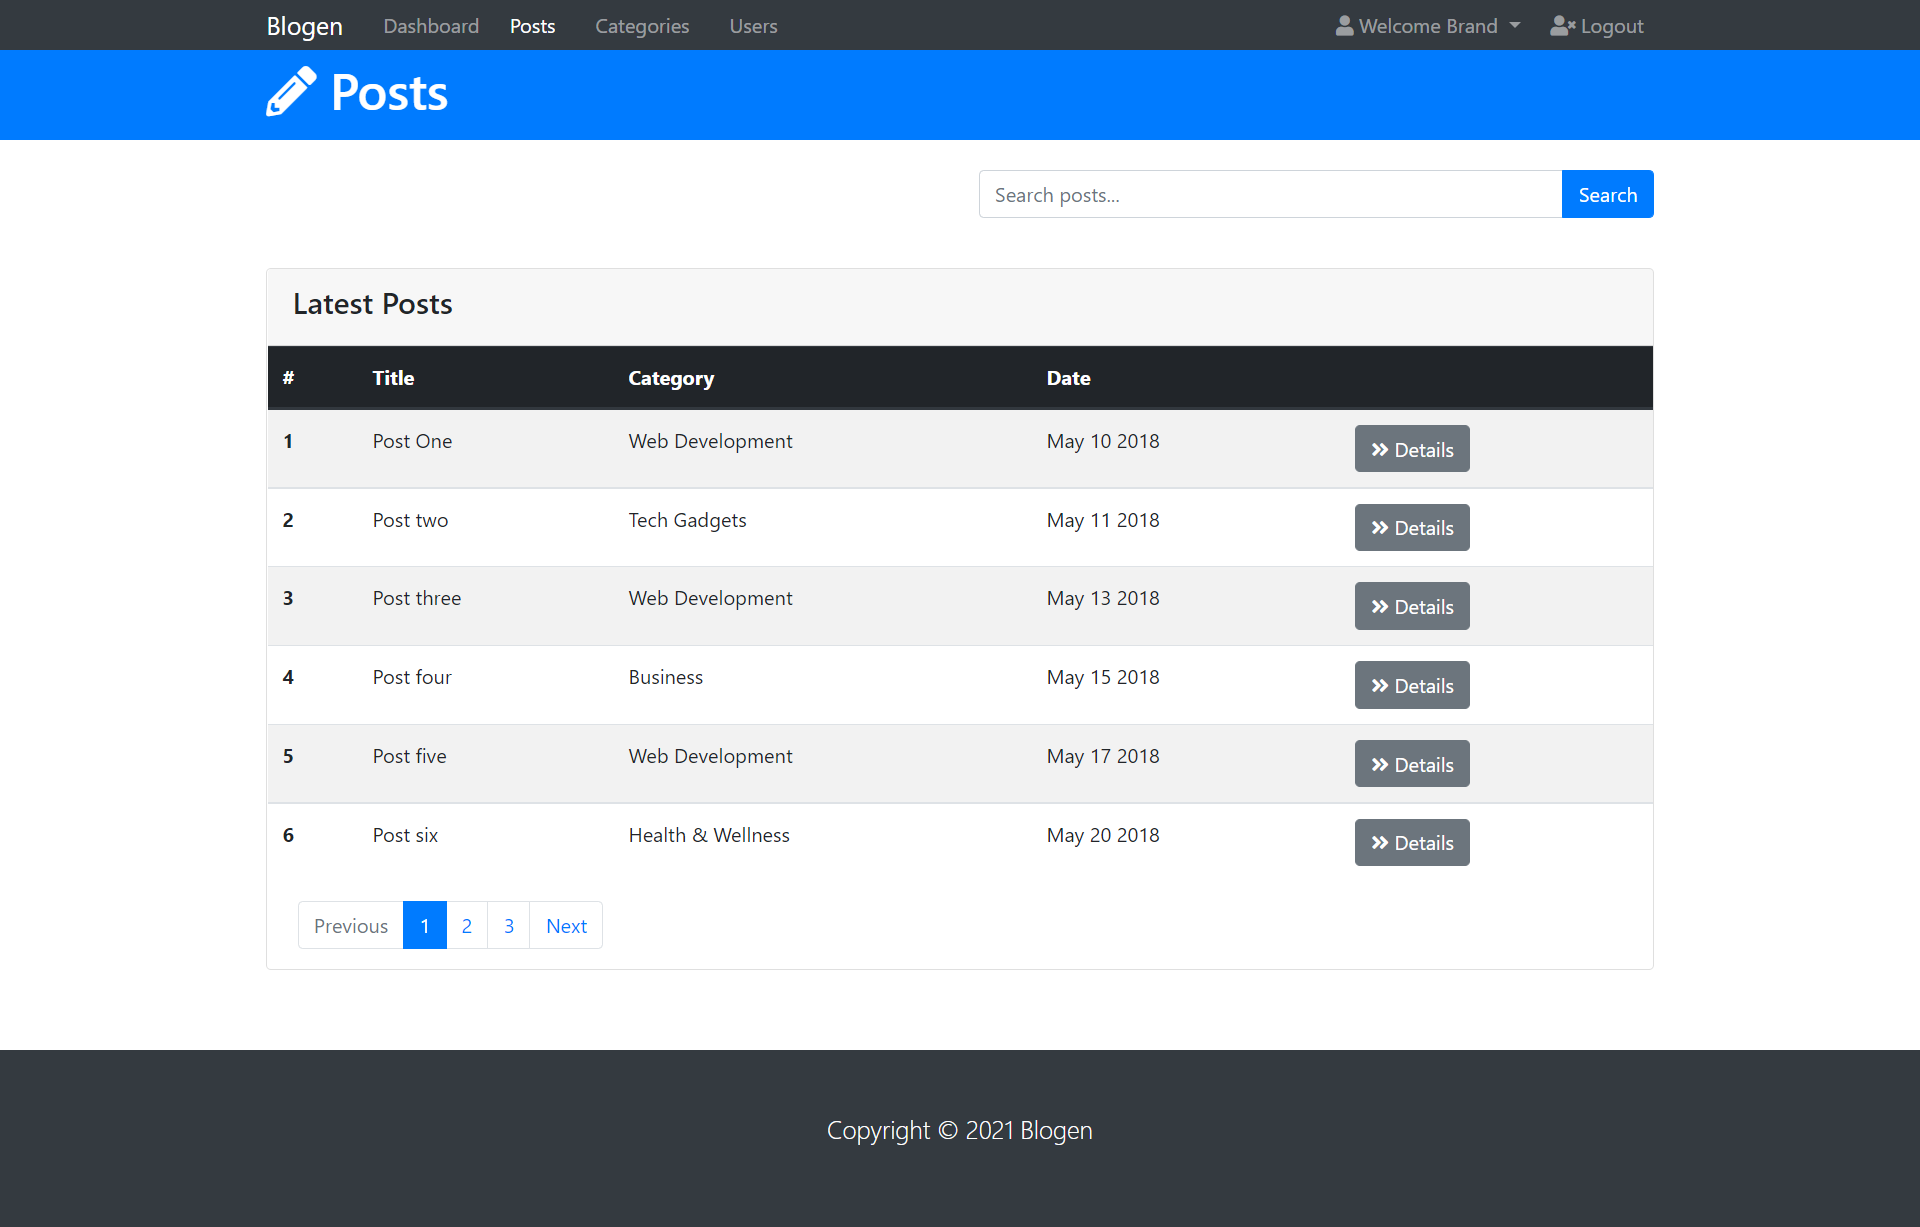 Blogen Dashboard Posts Categories Users Welcome Brand Logout
Posts
Search posts... Search
Latest Posts
# Title Category Date
1 Post One Web Development May 10 2018 Details
2 Post two Tech Gadgets May 11 2018 Details
3 Post three Web Development May 13 2018 Details
4 Post four Business May 15 2018 Details
5 Post five Web Development May 17 2018 Details
6 Post six Health & Wellness May 20 2018 Details
Previous 1 2 3 Next
Copyright © 2021 Blogen